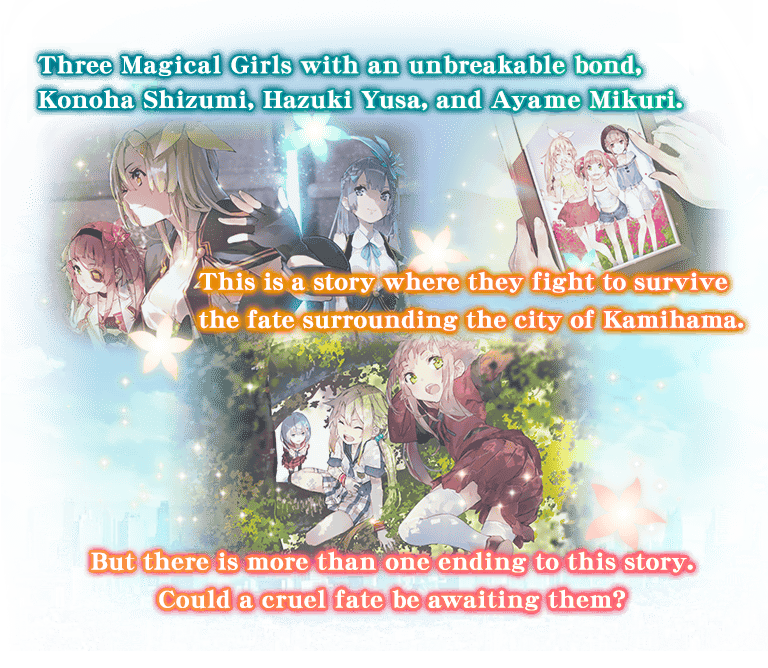 Three Magical Girls with an unbreakable bond,
Konoha Shizumi, Hazuki Yusa, and Ayame Mikuri.
This is a story where they fight to survive
the fate surrounding the city of Kamihama.
But there is more than one ending to this story.
Could a cruel fate be awaiting them?